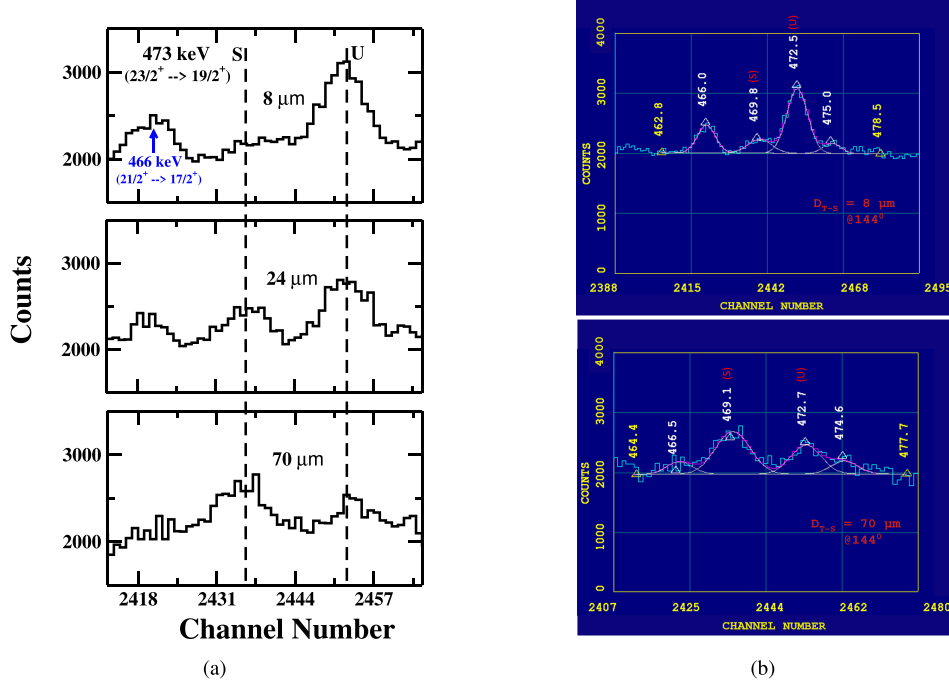 473 keV
(23/2+ --> 19/2+)
S
U
8 μm
466 keV
(21/2+ --> 17/2+)
3000
2000
24 μm
3000
2000
70 μm
3000
2000
Counts
2418
2431
2444
2457
Channel Number
(a)
4000
3000
2000
1000
0
COUNTS
462.8
466.0
469.8 (S)
472.5 (U)
475.0
478.5
DT-S = 8 μm
@144⁰
2388
2415
2442
2468
2495
CHANNEL NUMBER
4000
3000
2000
1000
0
COUNTS
464.4
466.5
469.1 (S)
472.7 (U)
474.6
477.7
DT-S = 70 μm
@144⁰
2407
2425
2444
2462
2480
CHANNEL NUMBER
(b)